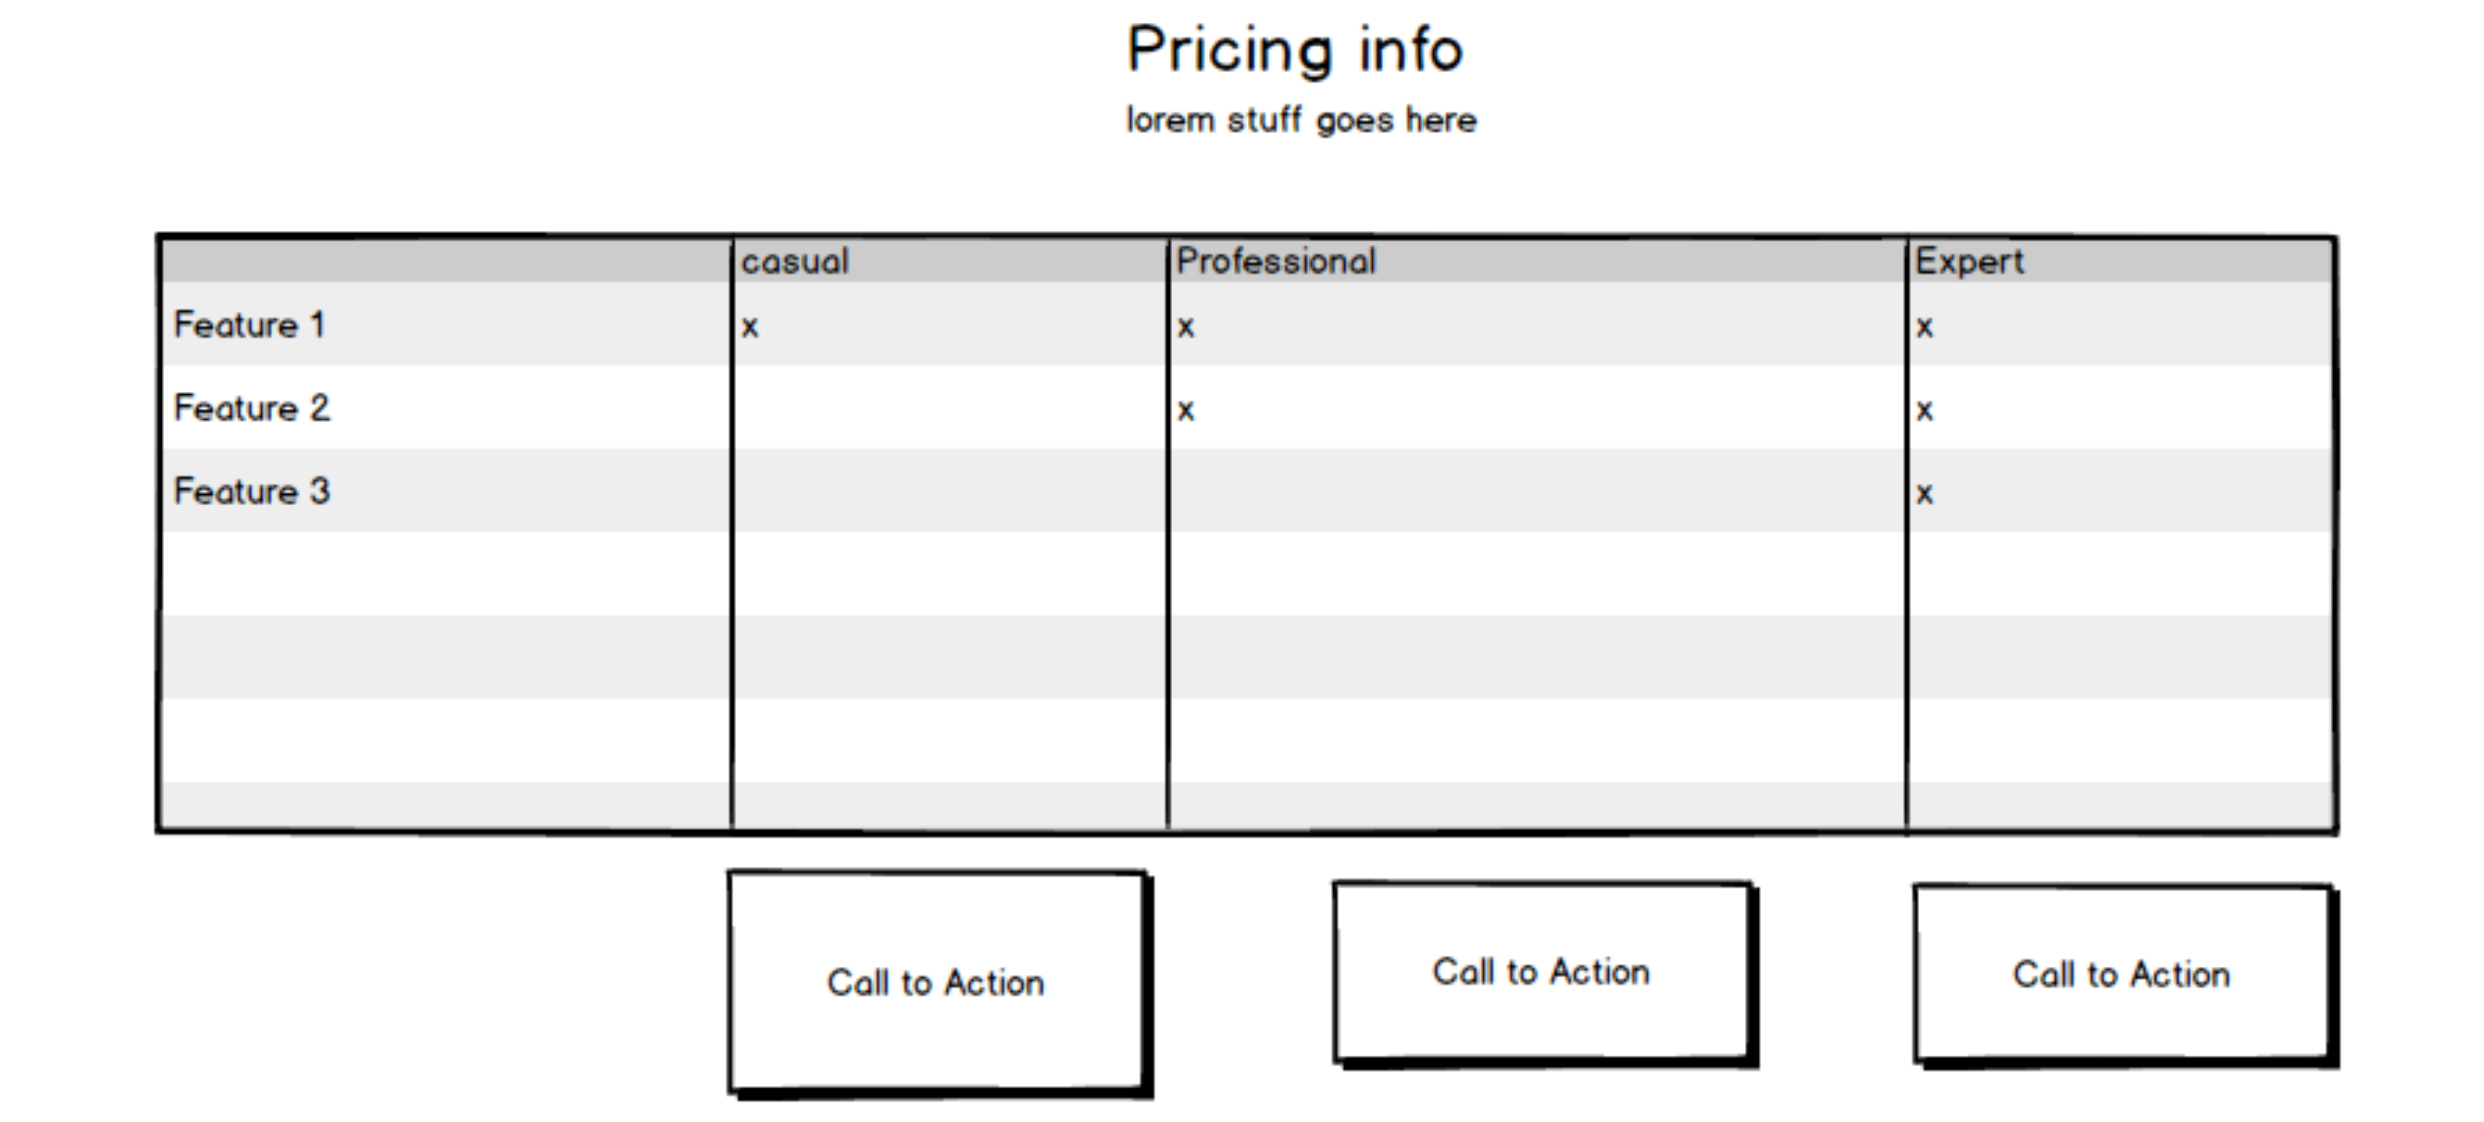 Pricing info
lorem stuff goes here
casual Professional Expert
Feature 1 x x x
Feature 2 x x
Feature 3 x
Call to Action Call to Action Call to Action